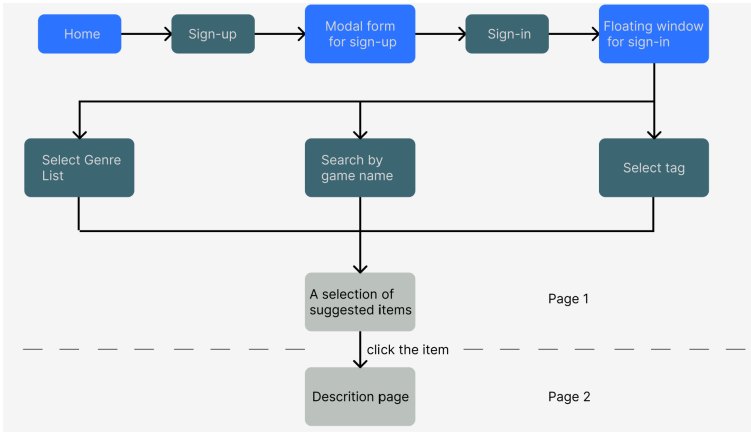 Home
Sign-up
Modal form
for sign-up
Sign-in
Floating window
for sign-in
Select Genre
List
Search by
game name
Select tag
A selection of
suggested items
Page 1
click the item
Descrition page
Page 2